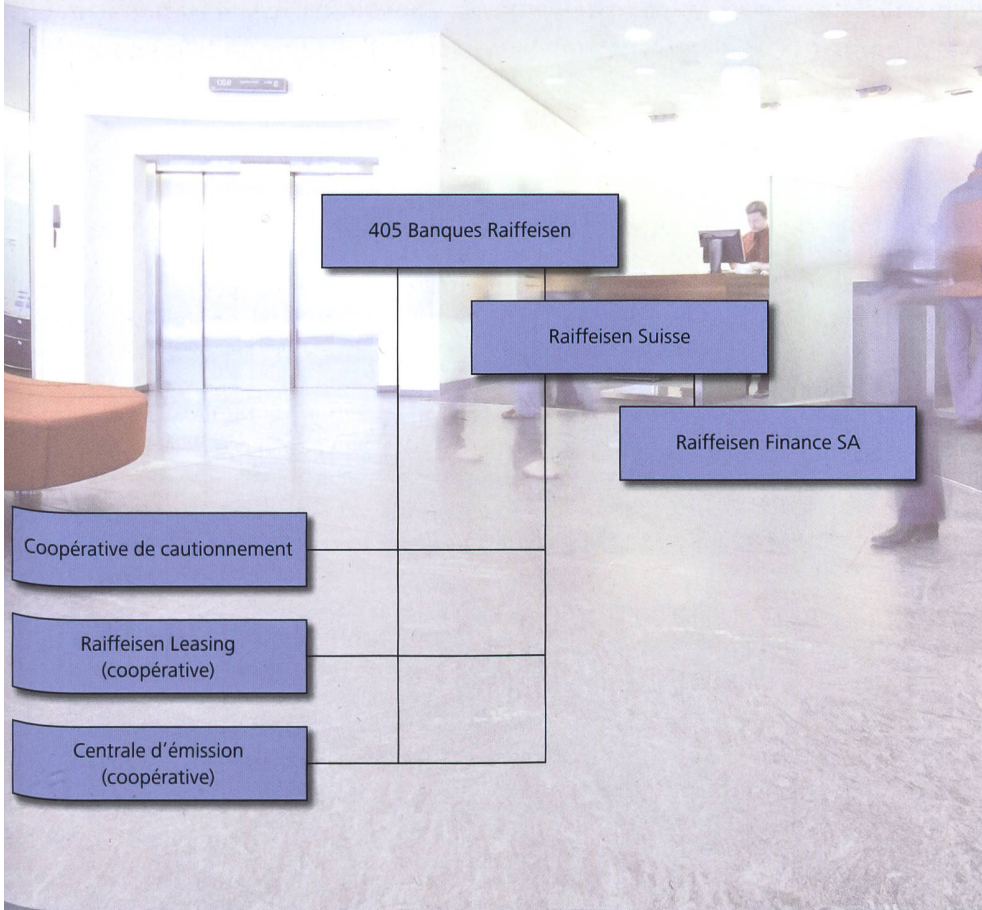 405 Banques Raiffeisen
Raiffeisen Suisse
Raiffeisen Finance SA
Coopérative de cautionnement
Raiffeisen Leasing
(coopérative)
Centrale d'émission
(coopérative)